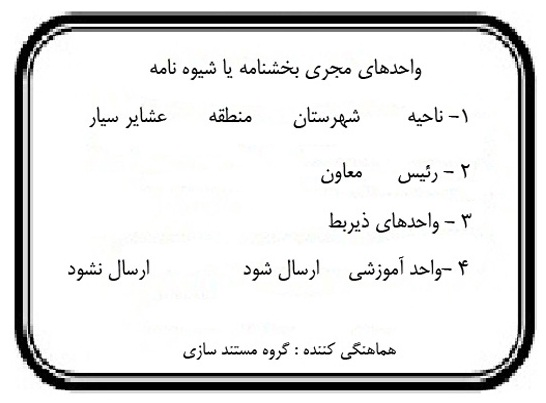 واحدهای مجری بخشنامه یا شیوه نامه
۱- ناحیه شهرستان منطقه عشایر سیار
۲ - رئیس معاون
۳ - واحدهای ذیربط
۴ -واحد آموزشی ارسال شود ارسال نشود
هماهنگی کننده : گروه مستند سازی